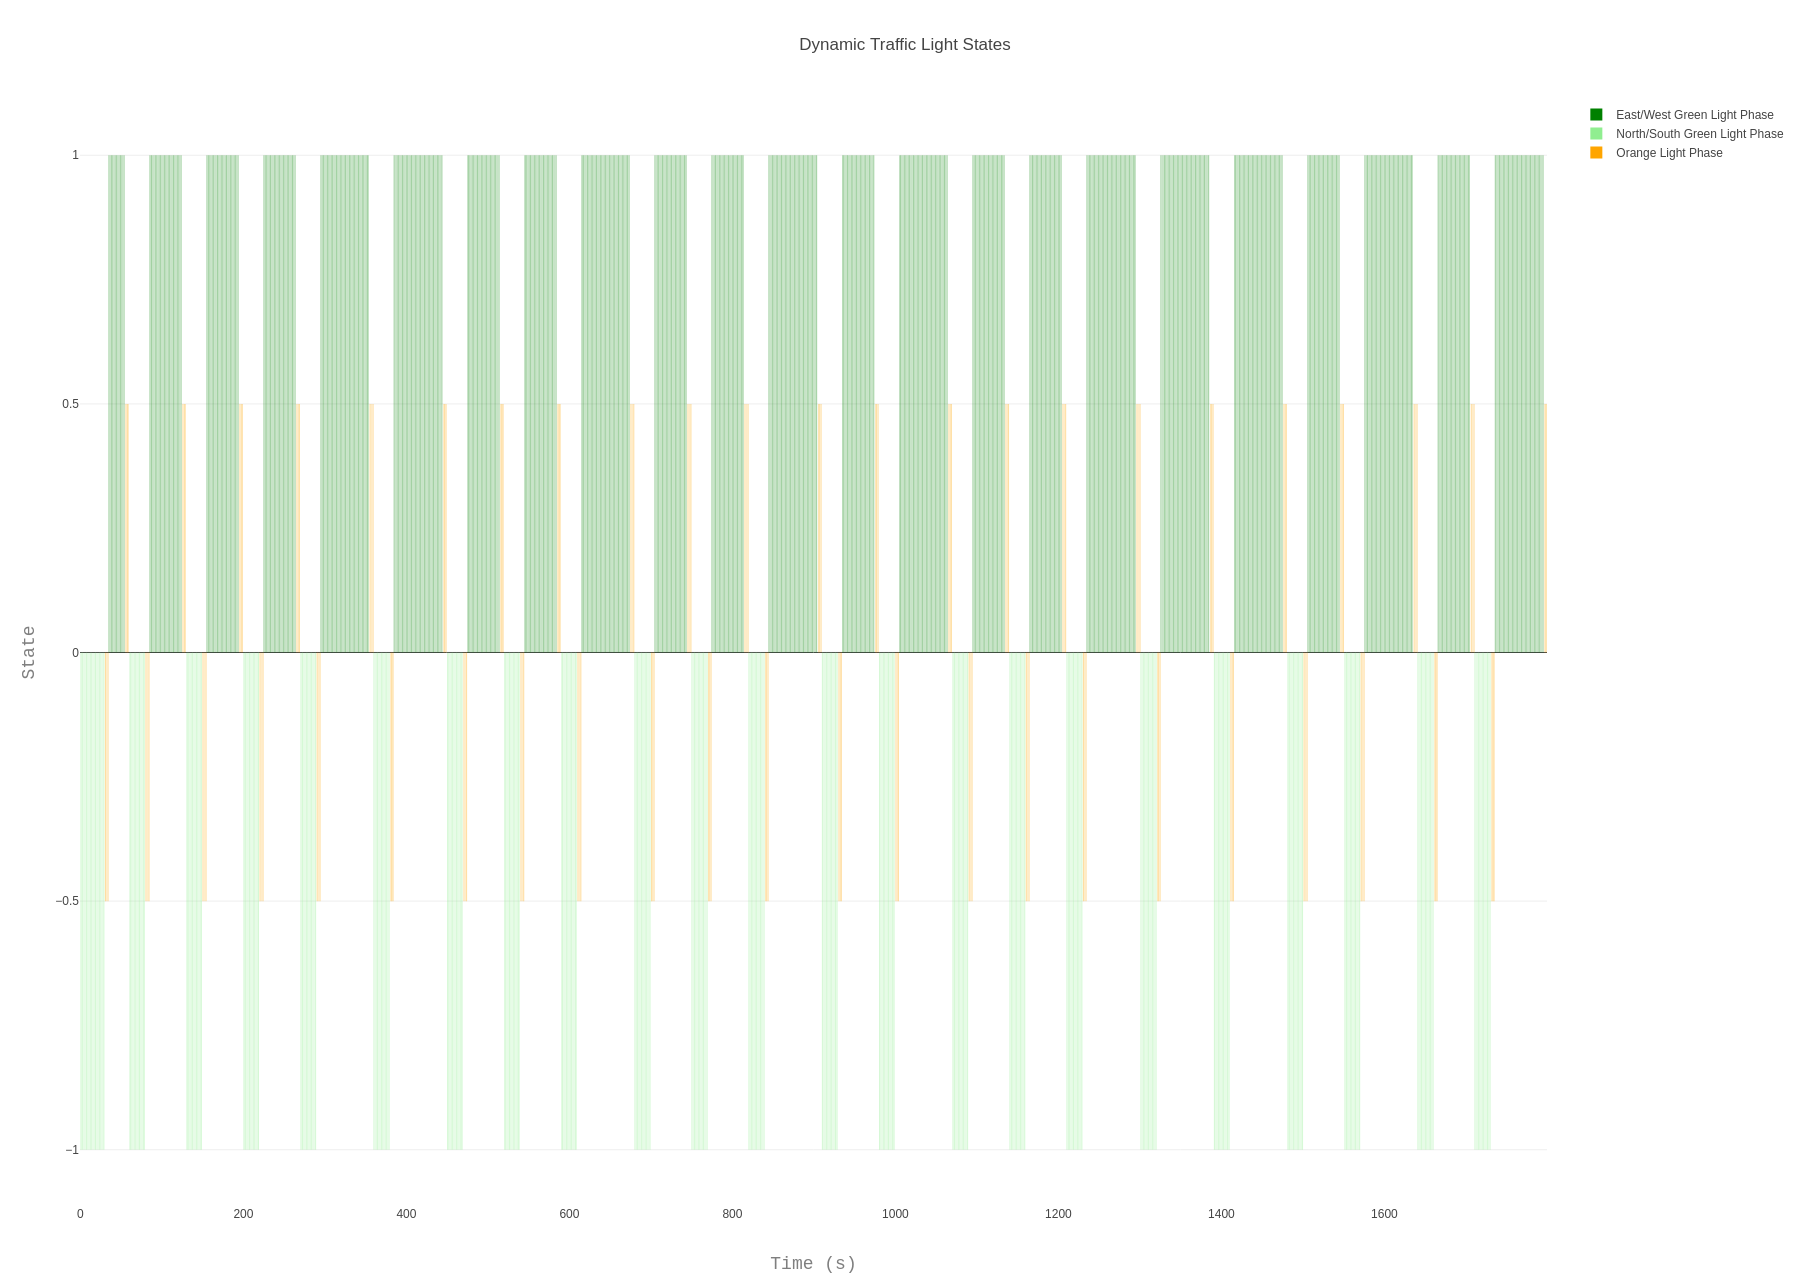 Dynamic Traffic Light States
East/West Green Light Phase
North/South Green Light Phase
Orange Light Phase
1
0.5
0
−0.5
−1
State
0 200 400 600 800 1000 1200 1400 1600
Time (s)